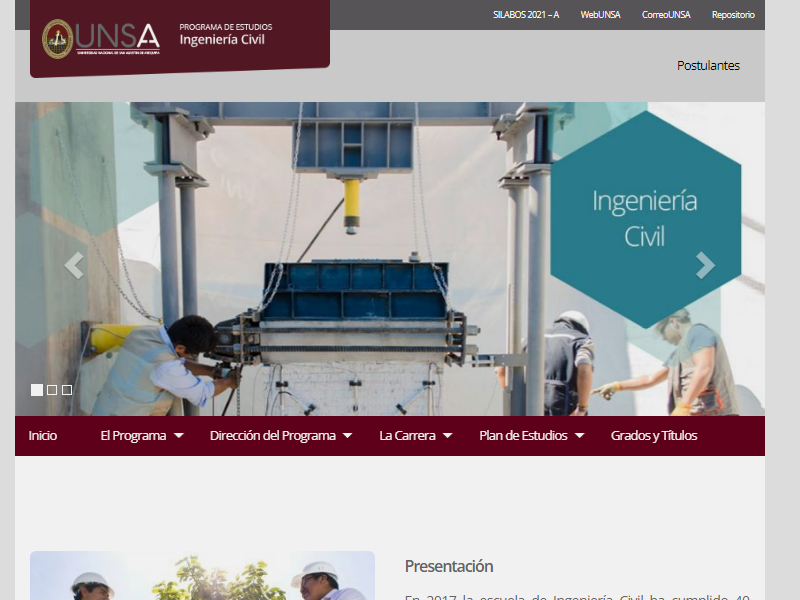 SILABOS 2021 – A WebUNSA CorreoUNSA Repositorio
UNSA
UNIVERSIDAD NACIONAL DE SAN AGUSTÍN DE AREQUIPA
PROGRAMA DE ESTUDIOS
Ingeniería Civil
Postulantes
Ingeniería
Civil
Inicio El Programa Dirección del Programa La Carrera Plan de Estudios Grados y Títulos
Presentación
En 2017 la escuela de Ingeniería Civil ha cumplido 40